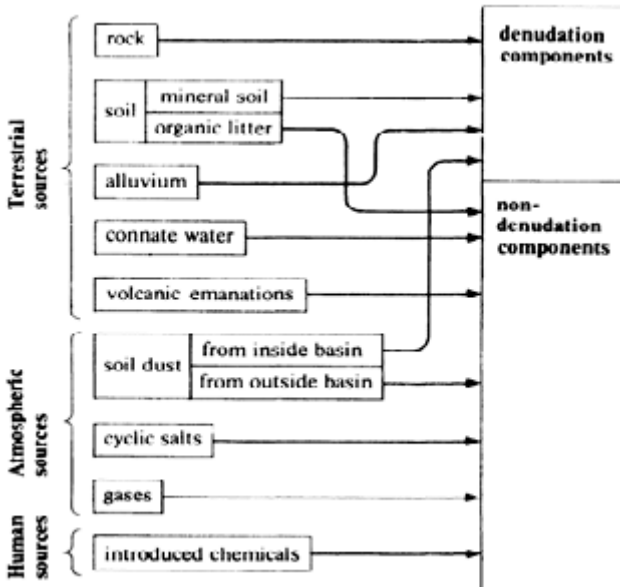 Terrestrial
sources
rock
soil
mineral soil
organic litter
alluvium
connate water
volcanic emanations
Atmospheric
sources
soil dust
from inside basin
from outside basin
cyclic salts
gases
Human
sources
introduced chemicals
denudation
components
non-
denudation
components